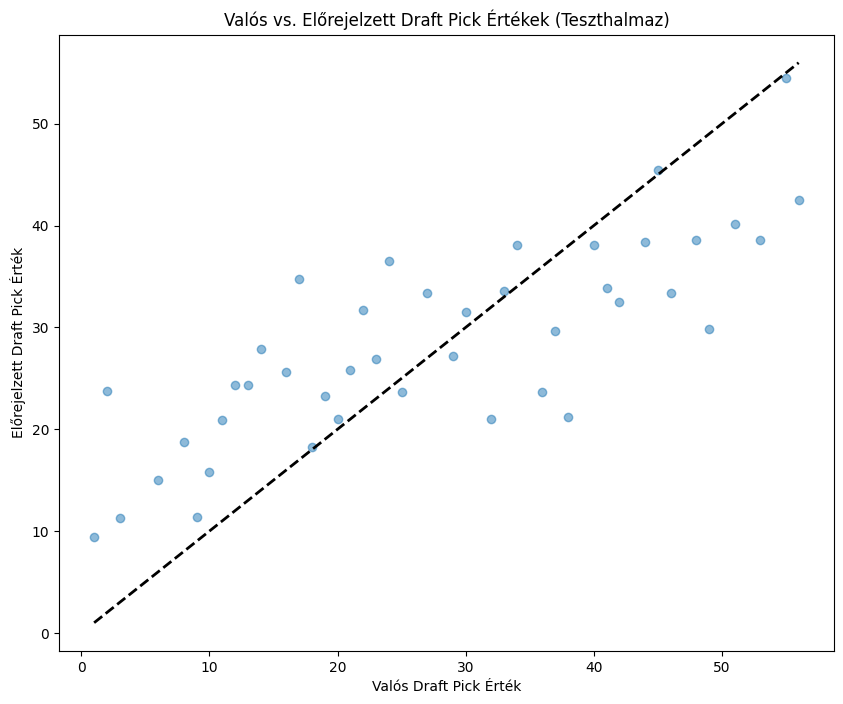 Valós vs. Előrejelzett Draft Pick Értékek (Teszthalmaz)
Előrejelzett Draft Pick Érték
50
40
30
20
10
0
0 10 20 30 40 50
Valós Draft Pick Érték